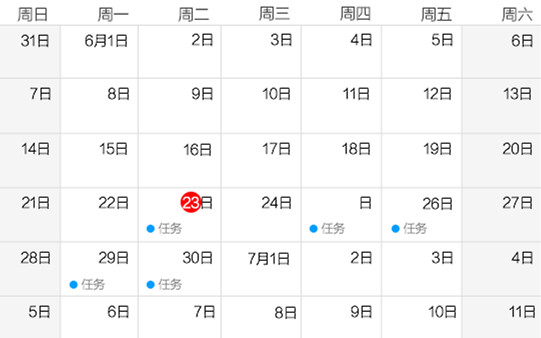 周日 周一 周二 周三 周四 周五 周六
31日 6月1日 2日 3日 4日 5日 6日
7日 8日 9日 10日 11日 12日 13日
14日 15日 16日 17日 18日 19日 20日
21日 22日 23日 24日 日 26日 27日
任务 任务 任务
28日 29日 30日 7月1日 2日 3日 4日
任务 任务
5日 6日 7日 8日 9日 10日 11日